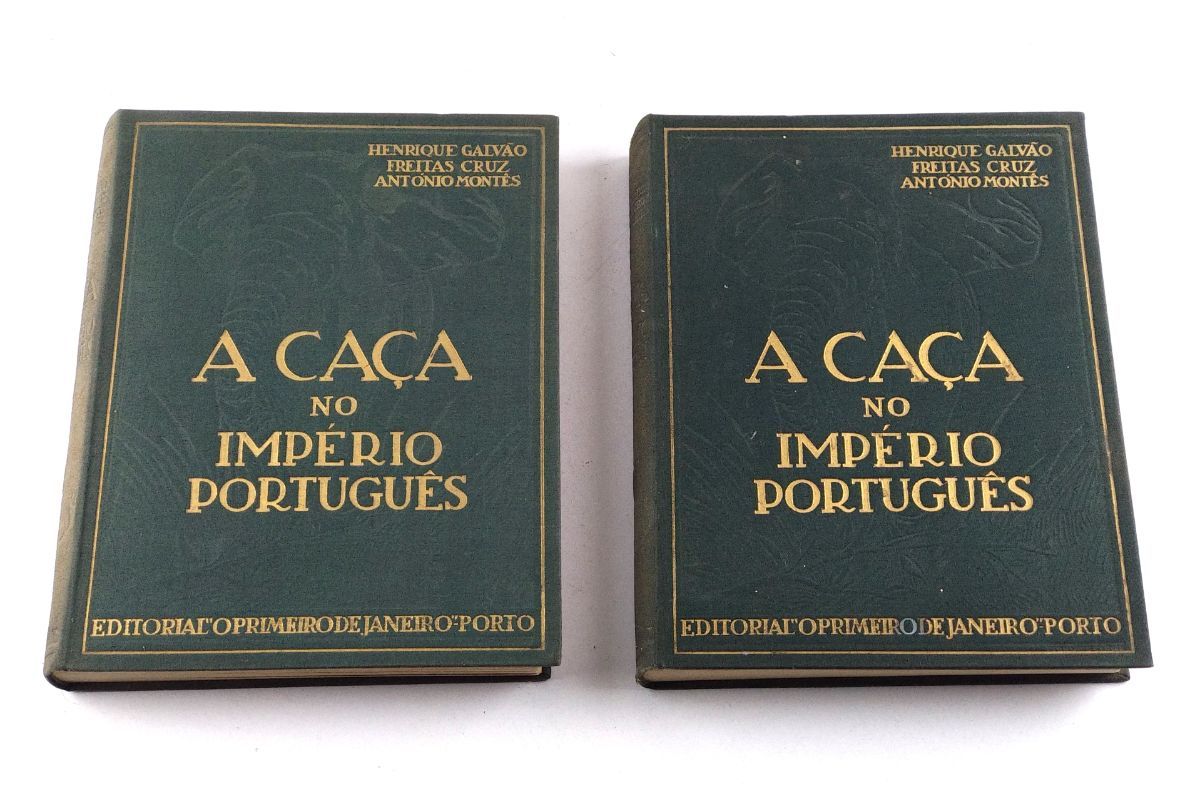 HENRIQUE GALVÃO
FREITAS CRUZ
ANTÓNIO MONTÊS
A CAÇA
NO
IMPÉRIO
PORTUGUÊS
EDITORIAL "O PRIMEIRO DE JANEIRO"-PORTO
HENRIQUE GALVÃO
FREITAS CRUZ
ANTÓNIO MONTÊS
A CAÇA
NO
IMPÉRIO
PORTUGUÊS
EDITORIAL "O PRIMEIRO DE JANEIRO"-PORTO